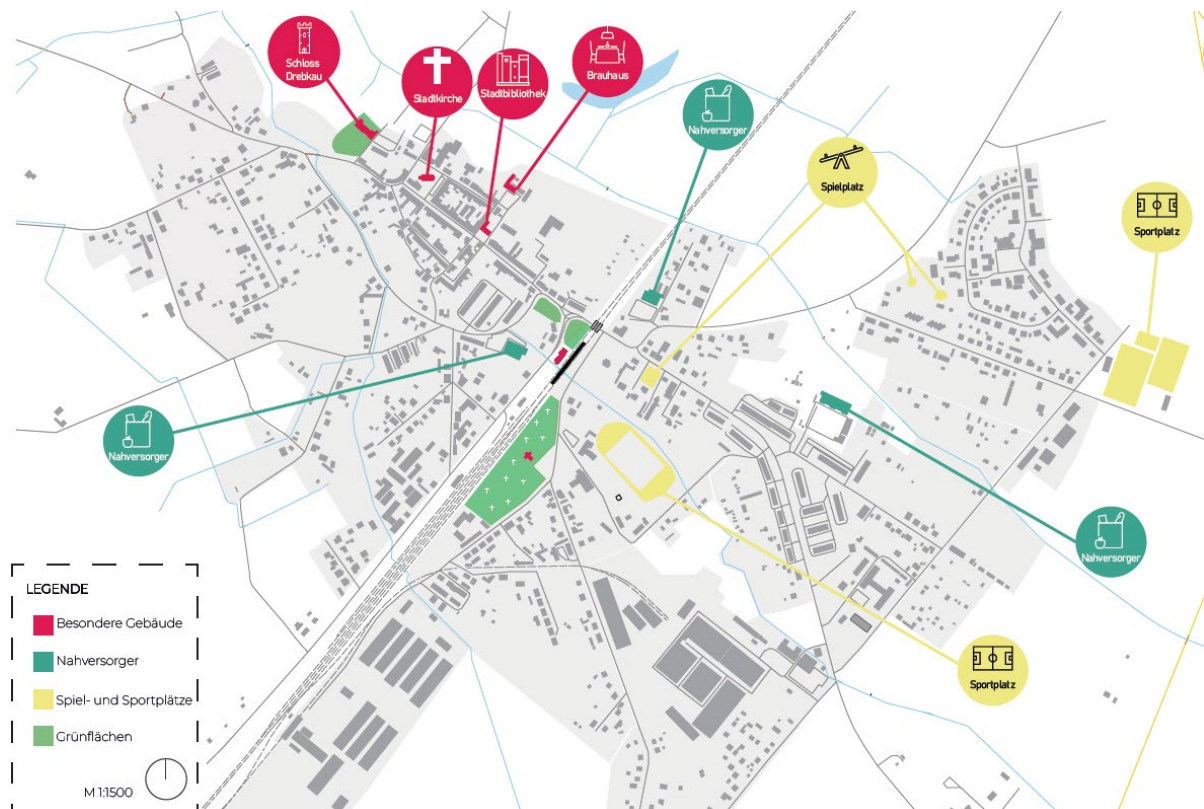 Schloss
Drebkau
Stadtkirche
Stadtbibliothek
Brauhaus
Nahversorger
Spielplatz
Sportplatz
Nahversorger
Nahversorger
Sportplatz
LEGENDE
Besondere Gebäude
Nahversorger
Spiel- und Sportplätze
Grünflächen
M 1:1500